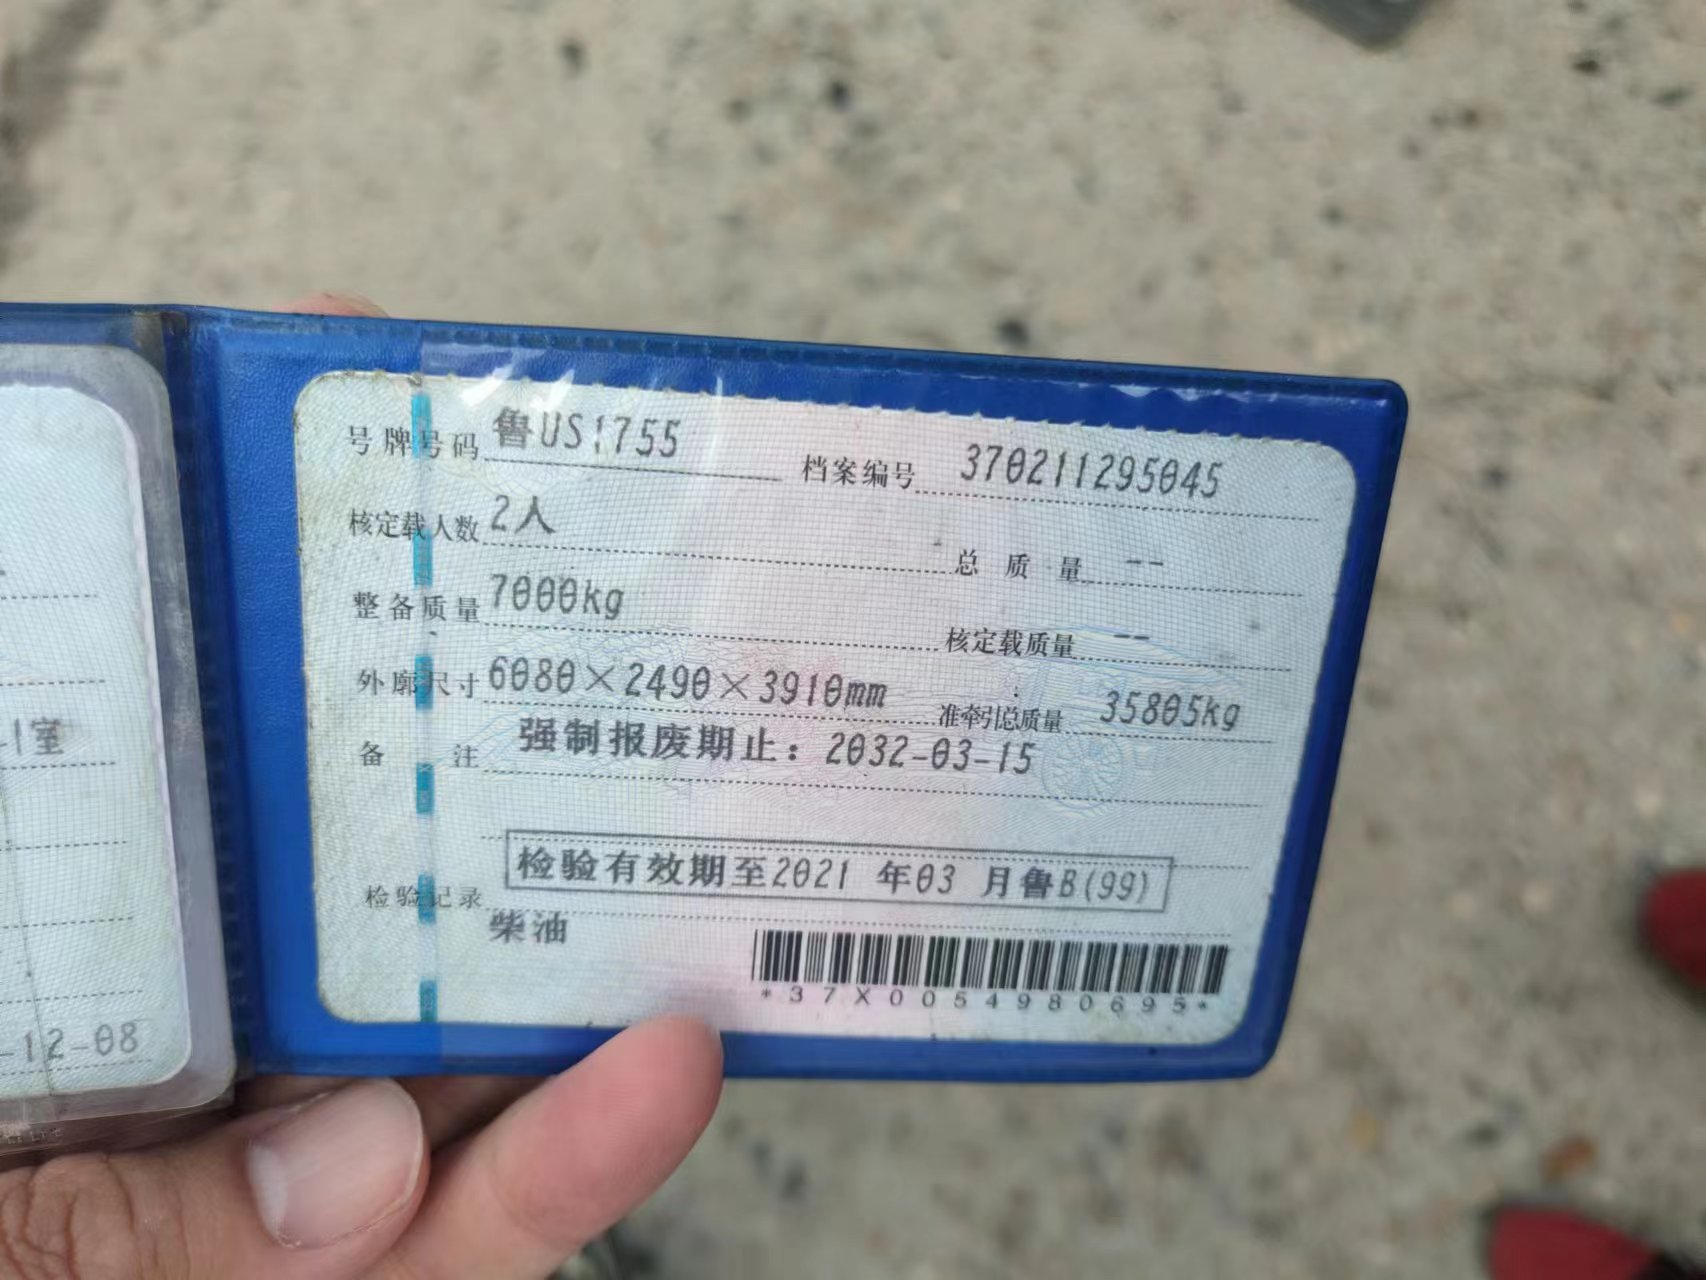 号牌号码 鲁US1755 档案编号 370211295045
核定载人数 2人 总质量 --
整备质量 7000kg 核定载质量 --
外廓尺寸 6080×2490×3910mm 准牵引总质量 35805kg
备注 强制报废期止：2032-03-15
检验有效期至2021 年03 月鲁B(99)
检验记录
柴油
*37X0054980695*
-1室
-12-08